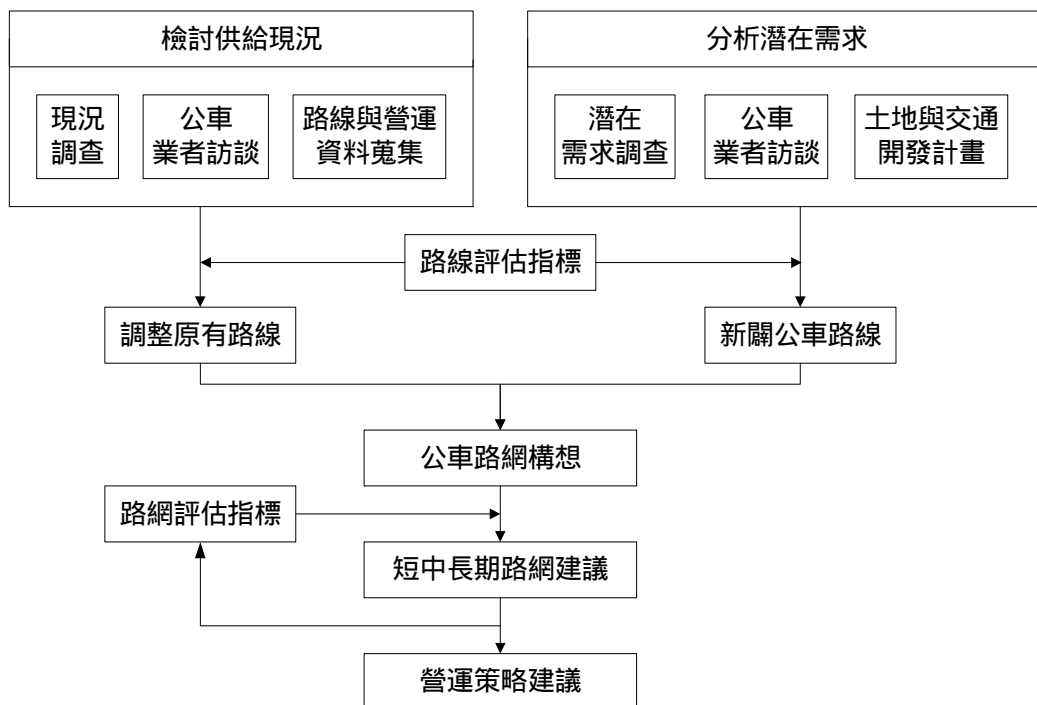 檢討供給現況
分析潛在需求
現況
調查
公車
業者訪談
路線與營運
資料蒐集
潛在
需求調查
公車
業者訪談
土地與交通
開發計畫
路線評估指標
調整原有路線
新闢公車路線
公車路網構想
路網評估指標
短中長期路網建議
營運策略建議